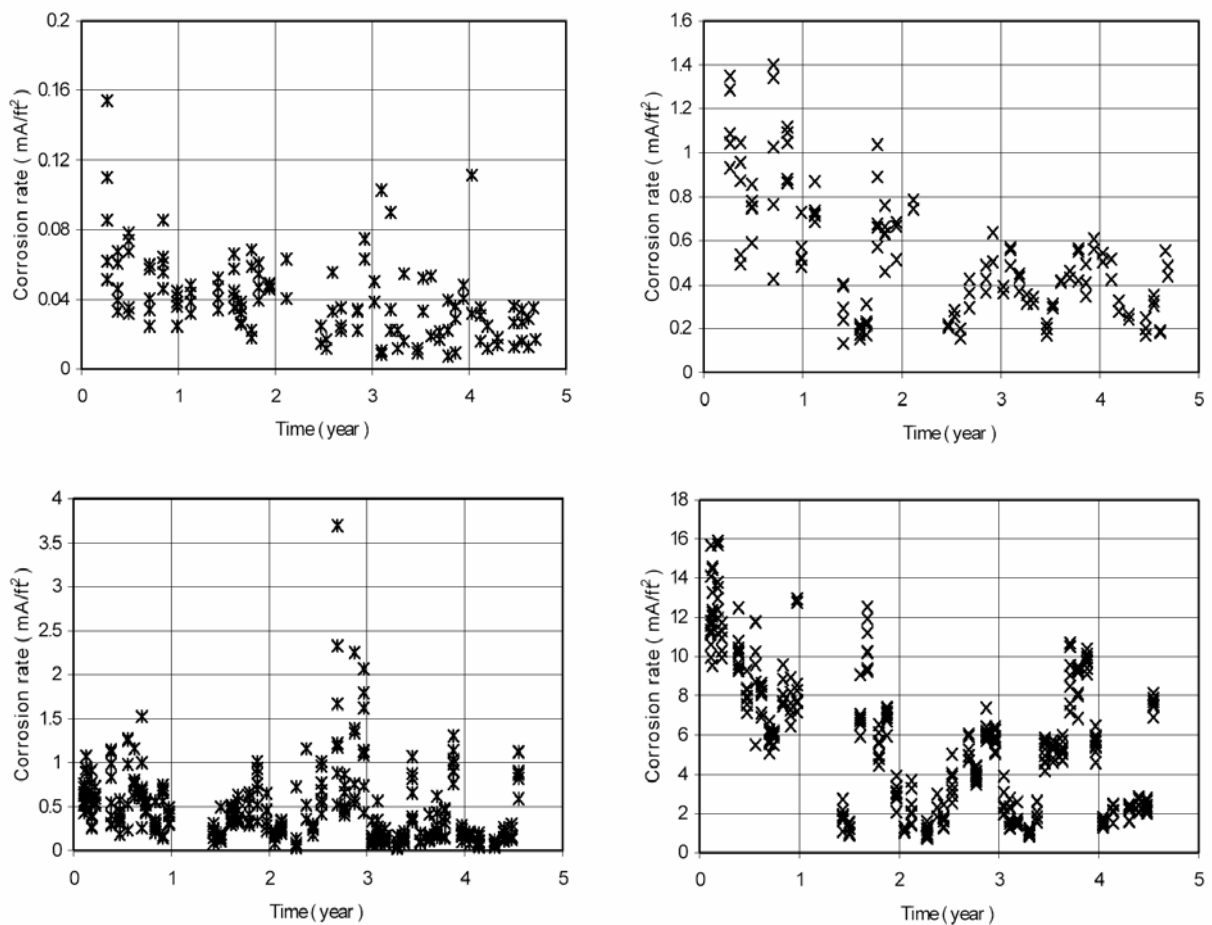 0.2
0.16
0.12
0.08
0.04
0
0 1 2 3 4 5
Corrosion rate ( mA/ft²)
Time ( year )
1.6
1.4
1.2
1.0
0.8
0.6
0.4
0.2
0
0 1 2 3 4 5
Corrosion rate ( mA/ft²)
Time ( year )
4
3.5
3
2.5
2
1.5
1
0.5
0
0 1 2 3 4 5
Corrosion rate ( mA/ft²)
Time ( year )
18
16
14
12
10
8
6
4
2
0
0 1 2 3 4 5
Corrosion rate ( mA/ft²)
Time ( year )